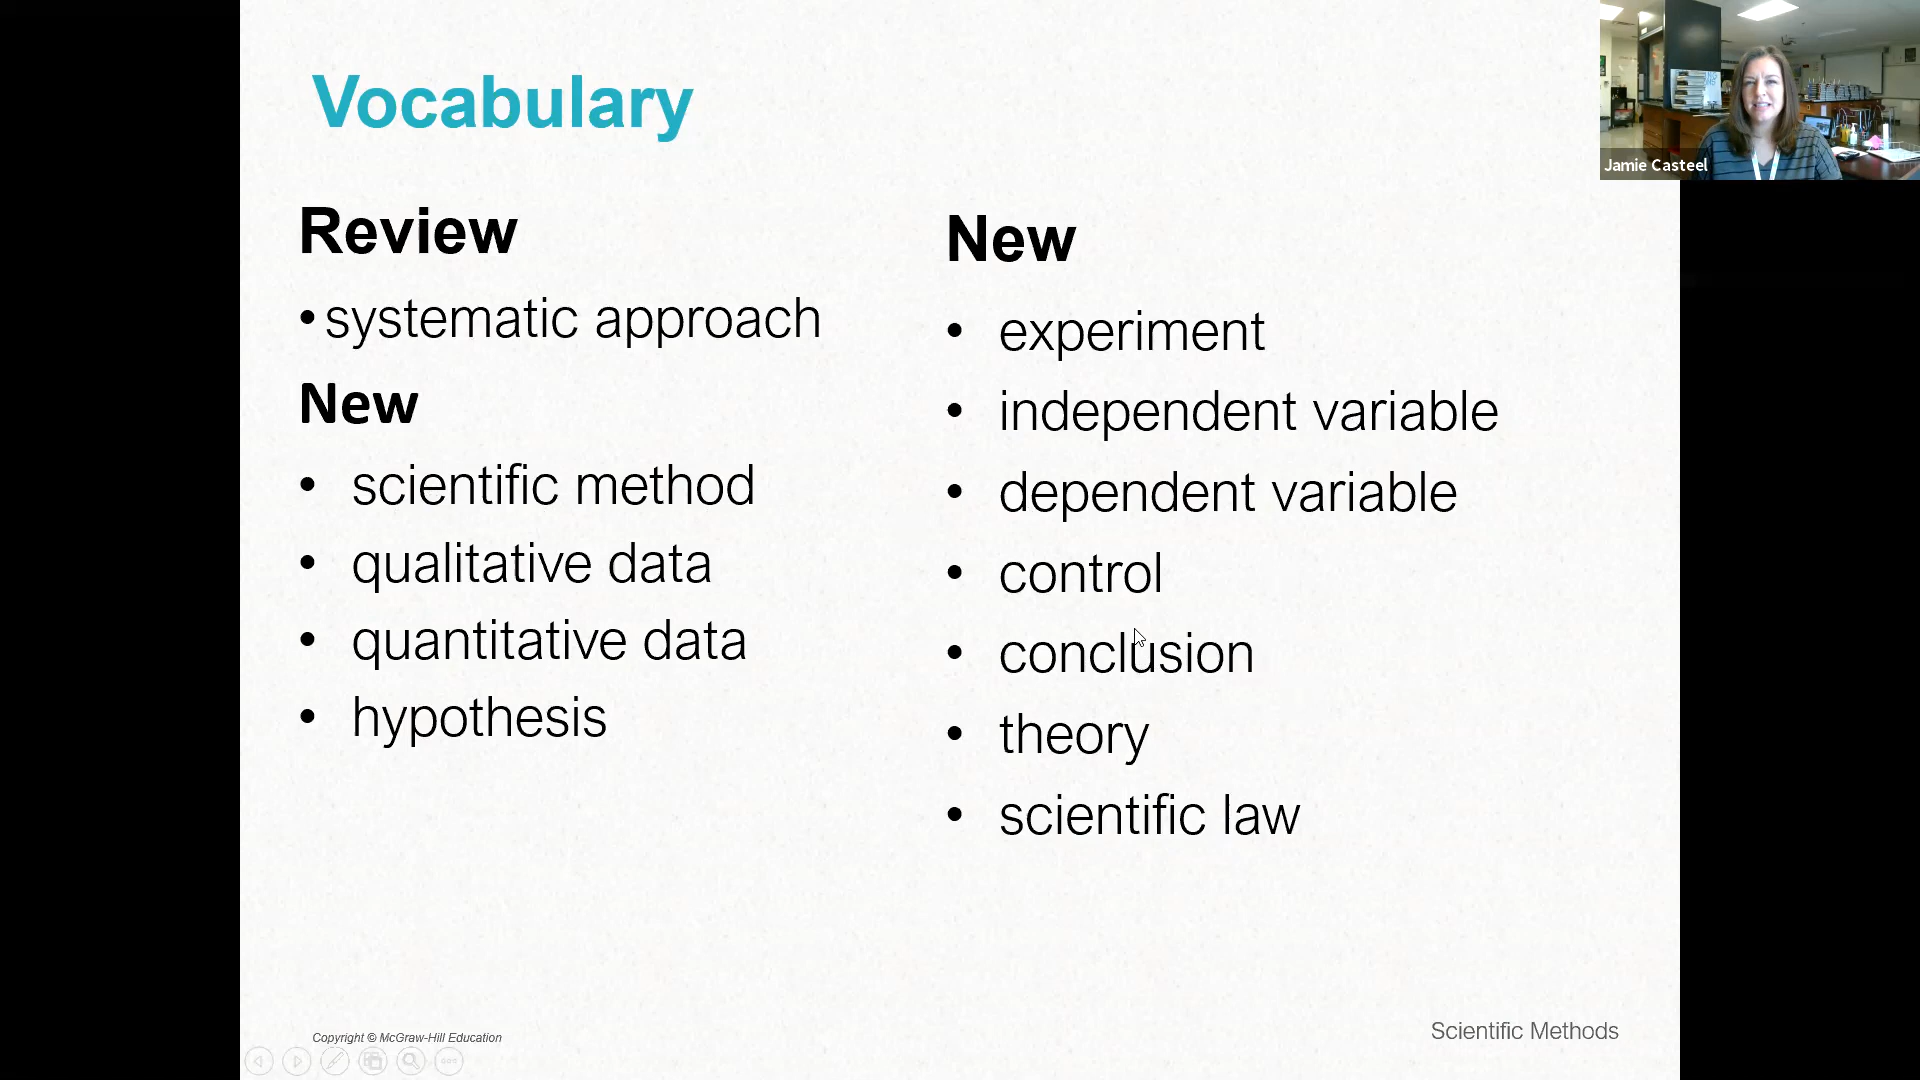 Vocabulary
Review
• systematic approach
New
• scientific method
• qualitative data
• quantitative data
• hypothesis
New
• experiment
• independent variable
• dependent variable
• control
• conclusion
• theory
• scientific law
Copyright © McGraw-Hill Education
Scientific Methods
Jamie Casteel